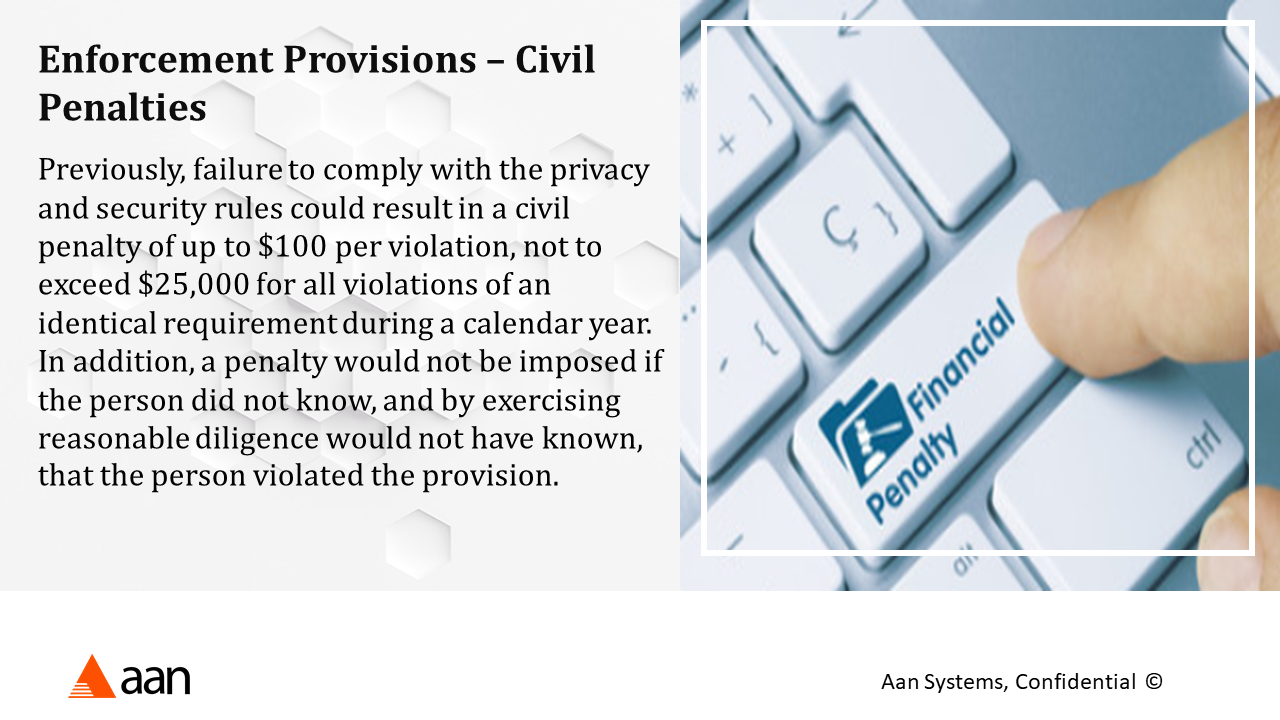 Enforcement Provisions – Civil
Penalties
Previously, failure to comply with the privacy
and security rules could result in a civil
penalty of up to $100 per violation, not to
exceed $25,000 for all violations of an
identical requirement during a calendar year.
In addition, a penalty would not be imposed if
the person did not know, and by exercising
reasonable diligence would not have known,
that the person violated the provision.
*
+ ]
Ç }
{
Financial
Penalty
ctrl
alt
aan
Aan Systems, Confidential ©